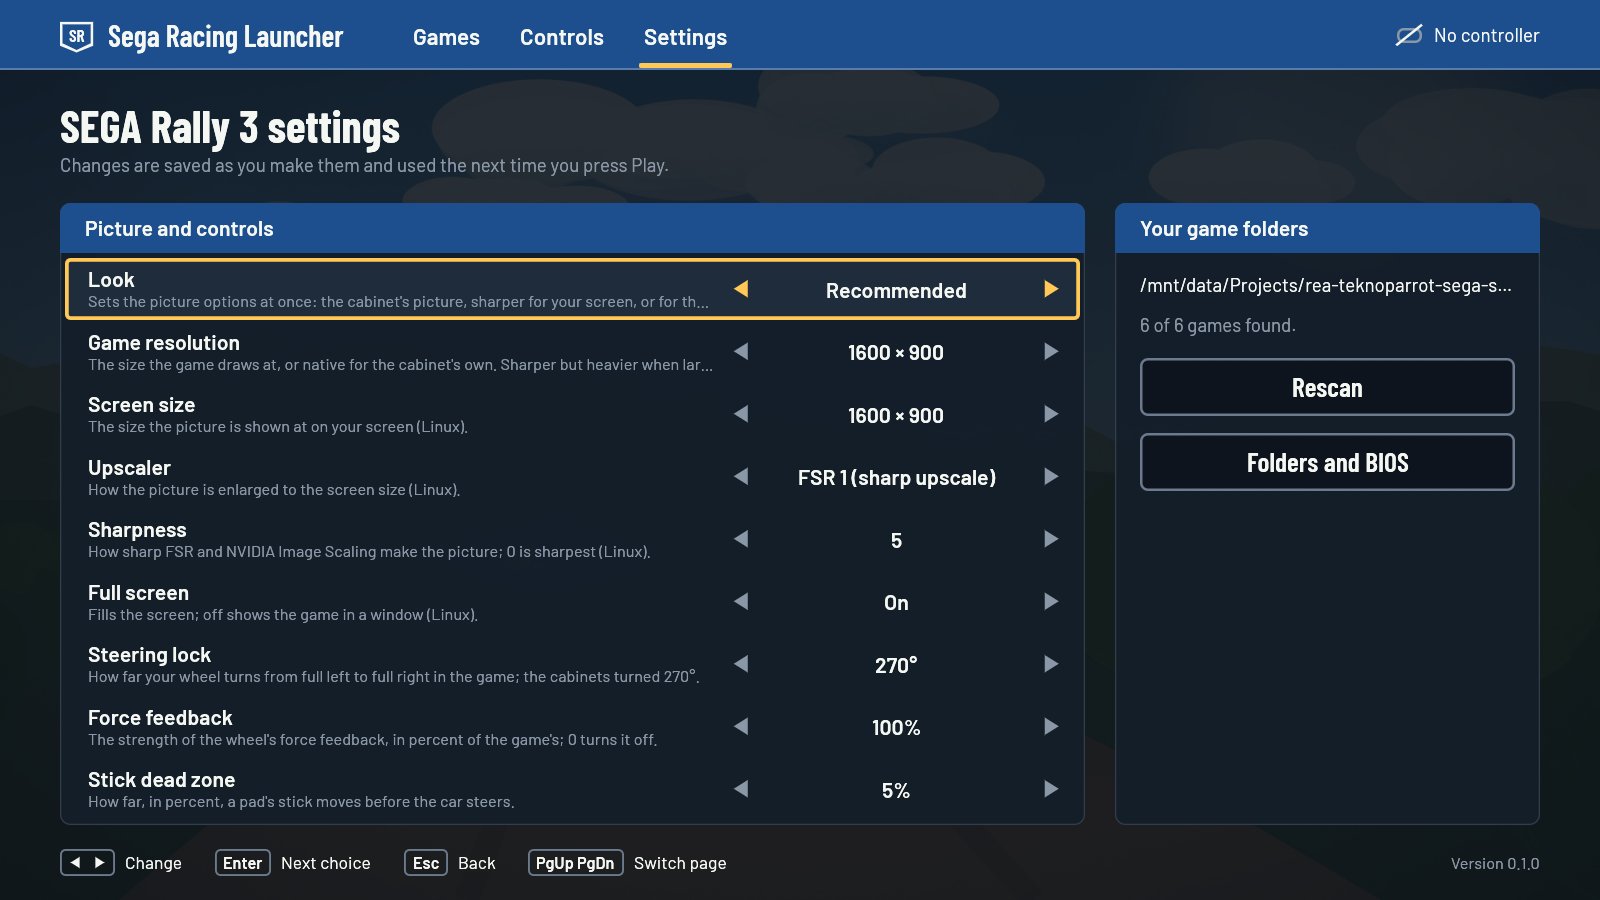 SR Sega Racing Launcher
Games
Controls
Settings
No controller
SEGA Rally 3 settings
Changes are saved as you make them and used the next time you press Play.
Picture and controls
Look
Sets the picture options at once: the cabinet's picture, sharper for your screen, or for th...
Recommended
Game resolution
The size the game draws at, or native for the cabinet's own. Sharper but heavier when lar...
1600 × 900
Screen size
The size the picture is shown at on your screen (Linux).
1600 × 900
Upscaler
How the picture is enlarged to the screen size (Linux).
FSR 1 (sharp upscale)
Sharpness
How sharp FSR and NVIDIA Image Scaling make the picture; 0 is sharpest (Linux).
5
Full screen
Fills the screen; off shows the game in a window (Linux).
On
Steering lock
How far your wheel turns from full left to full right in the game; the cabinets turned 270°.
270°
Force feedback
The strength of the wheel's force feedback, in percent of the game's; 0 turns it off.
100%
Stick dead zone
How far, in percent, a pad's stick moves before the car steers.
5%
Your game folders
/mnt/data/Projects/rea-teknoparrot-sega-s...
6 of 6 games found.
Rescan
Folders and BIOS
◀ ▶ Change
Enter Next choice
Esc Back
PgUp PgDn Switch page
Version 0.1.0